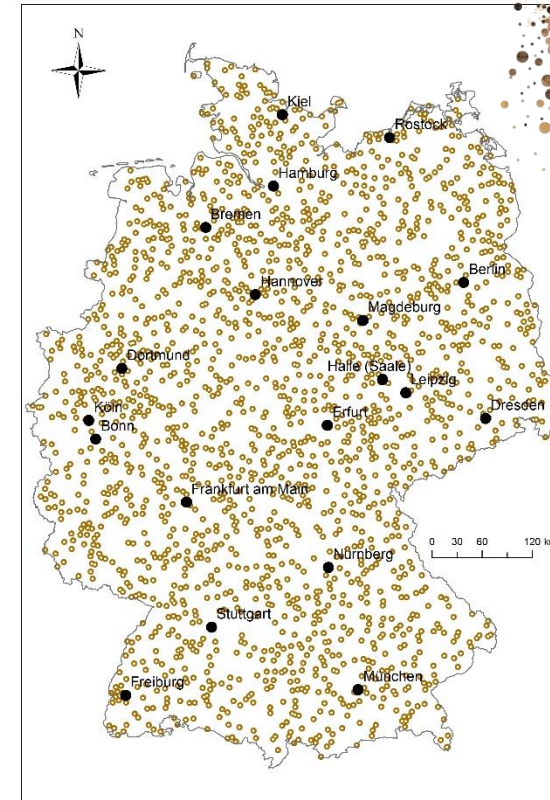 N
Kiel
Rostock
Hamburg
Bremen
Berlin
Hannover
Magdeburg
Dortmund
Halle (Saale)
Leipzig
Köln
Erfurt
Dresden
Bonn
Frankfurt am Main
0 30 60 120 km
Nürnberg
Stuttgart
München
Freiburg